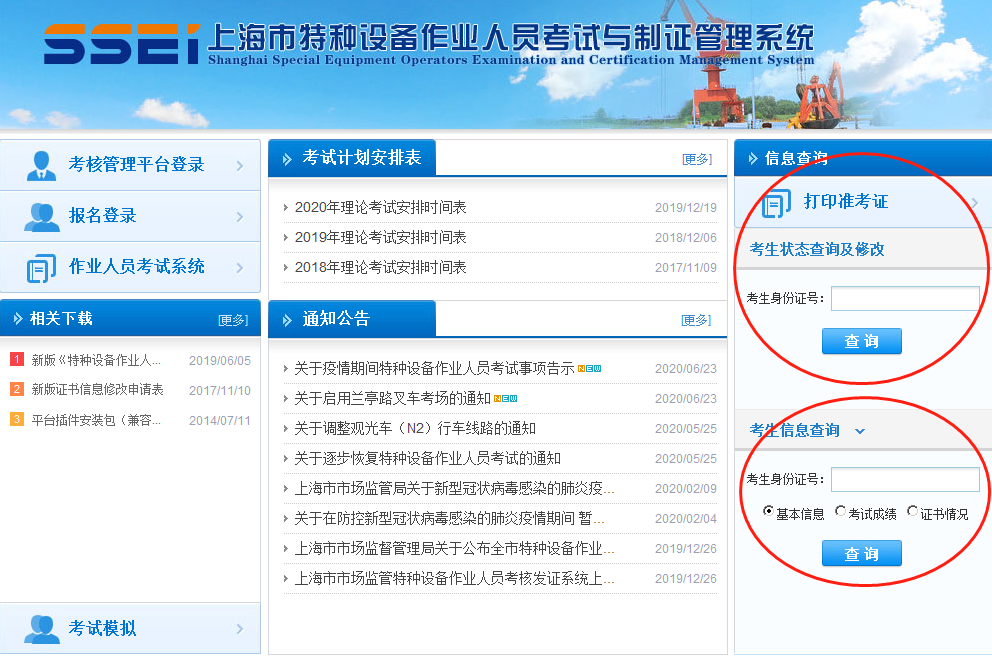 SSEi 上海市特种设备作业人员考试与制证管理系统
Shanghai Special Equipment Operators Examination and Certification Management System
考核管理平台登录
报名登录
作业人员考试系统
相关下载 [更多]
1 新版《特种设备作业人... 2019/06/05
2 新版证书信息修改申请表 2017/11/10
3 平台插件安装包（兼容... 2014/07/11
考试模拟
考试计划安排表 [更多]
2020年理论考试安排时间表 2019/12/19
2019年理论考试安排时间表 2018/12/06
2018年理论考试安排时间表 2017/11/09
通知公告 [更多]
关于疫情期间特种设备作业人员考试事项告示 NEW 2020/06/23
关于启用兰亭路叉车考场的通知 NEW 2020/06/23
关于调整观光车（N2）行车线路的通知 2020/05/25
关于逐步恢复特种设备作业人员考试的通知 2020/05/25
上海市市场监管局关于新型冠状病毒感染的肺炎疫... 2020/02/09
关于在防控新型冠状病毒感染的肺炎疫情期间 暂... 2020/02/04
上海市市场监督管理局关于公布全市特种设备作业... 2019/12/26
上海市市场监管特种设备作业人员考核发证系统上... 2019/12/26
信息查询
打印准考证
考生状态查询及修改
考生身份证号：
查 询
考生信息查询
考生身份证号：
基本信息 考试成绩 证书情况
查 询